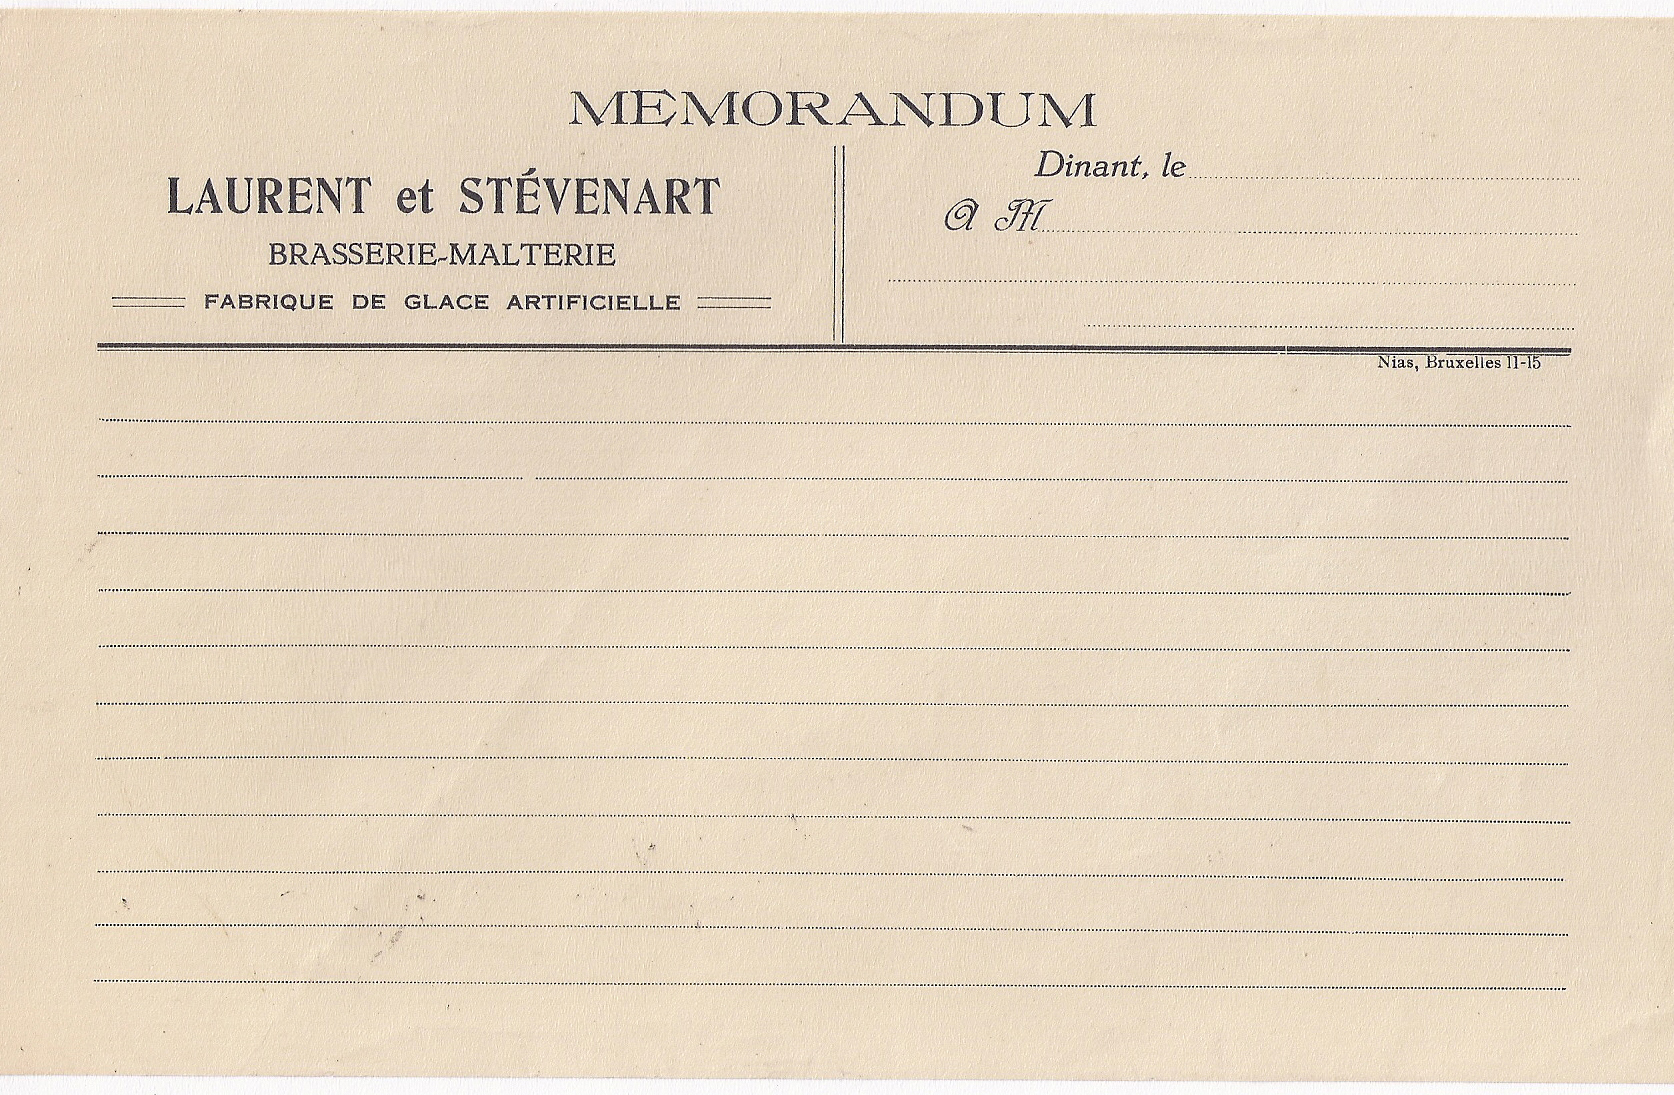 MEMORANDUM
LAURENT et STÉVENART
BRASSERIE-MALTERIE
FABRIQUE DE GLACE ARTIFICIELLE
Dinant, le
A M
Nias, Bruxelles 11-15